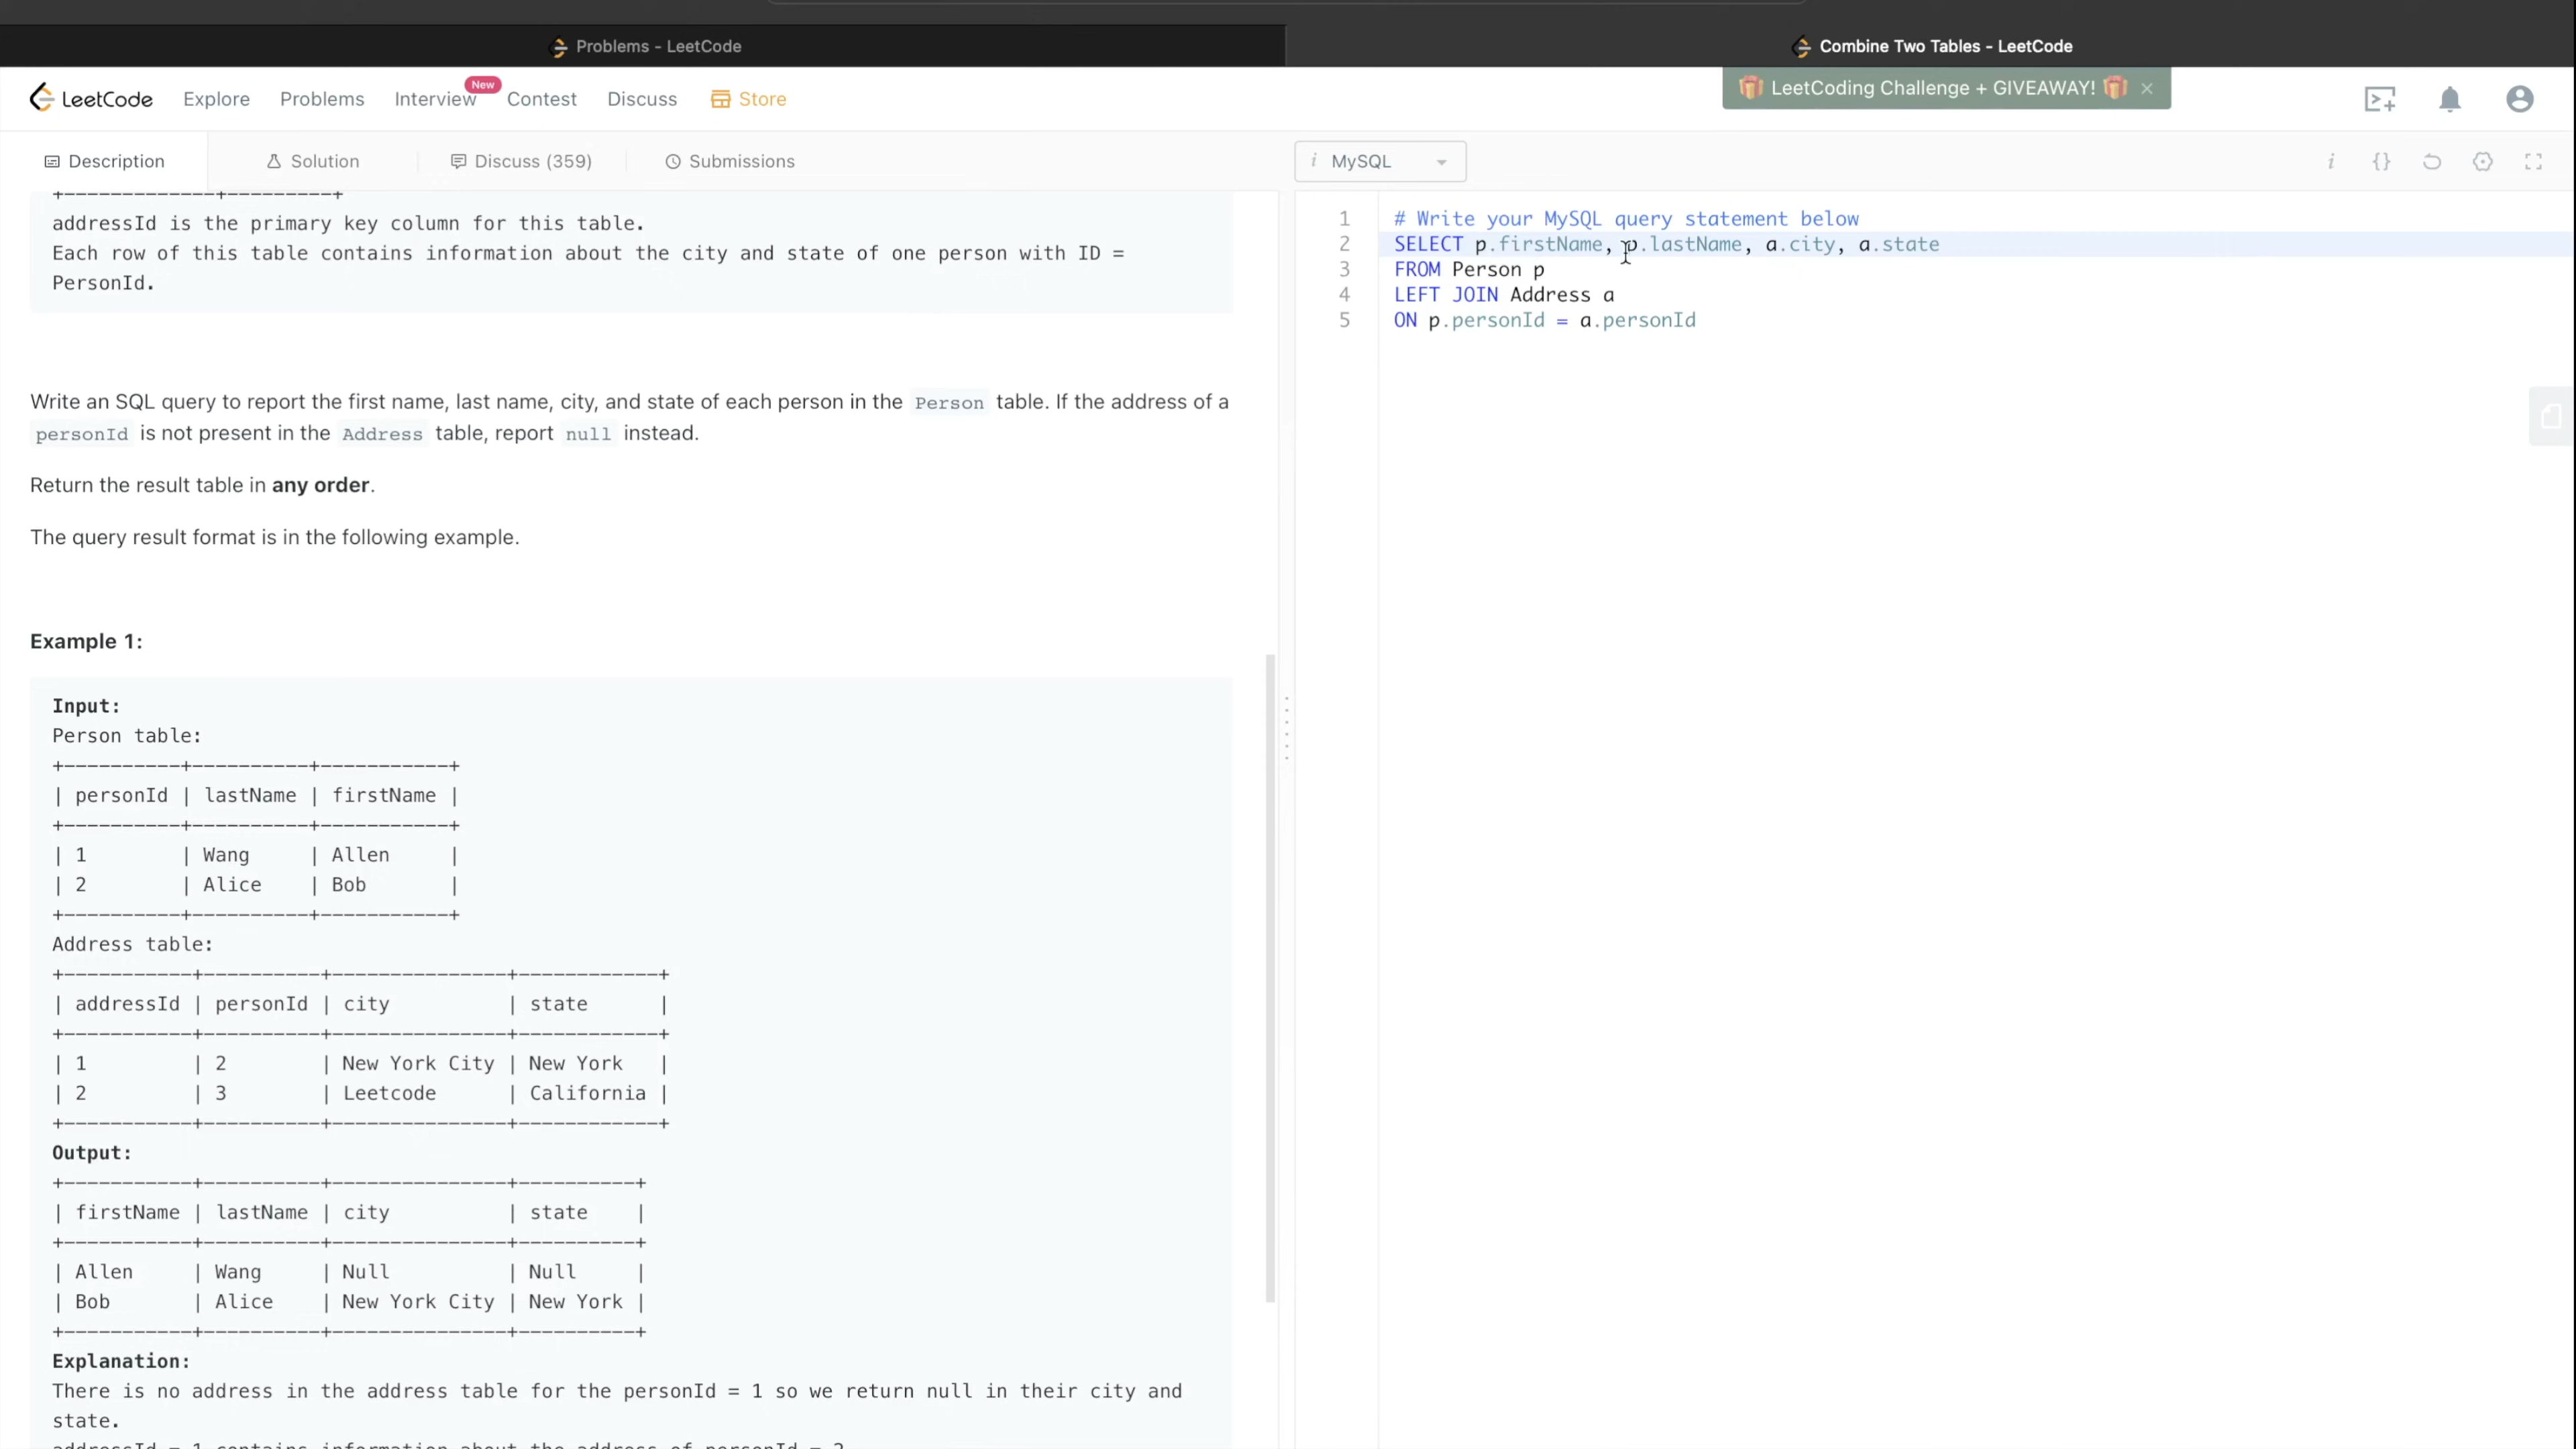 Problems - LeetCode
Combine Two Tables - LeetCode
LeetCode Explore Problems Interview New Contest Discuss Store
LeetCoding Challenge + GIVEAWAY! ×
Description Solution Discuss (359) Submissions
i MySQL
+--------------+---------+
addressId is the primary key column for this table.
Each row of this table contains information about the city and state of one person with ID =
PersonId.
Write an SQL query to report the first name, last name, city, and state of each person in the Person table. If the address of a
personId is not present in the Address table, report null instead.
Return the result table in any order.
The query result format is in the following example.
Example 1:
Input:
Person table:
+----------+----------+-----------+
| personId | lastName | firstName |
+----------+----------+-----------+
| 1        | Wang     | Allen     |
| 2        | Alice    | Bob       |
+----------+----------+-----------+
Address table:
+-----------+----------+---------------+------------+
| addressId | personId | city          | state      |
+-----------+----------+---------------+------------+
| 1         | 2        | New York City | New York   |
| 2         | 3        | Leetcode      | California |
+-----------+----------+---------------+------------+
Output:
+-----------+----------+---------------+----------+
| firstName | lastName | city          | state    |
+-----------+----------+---------------+----------+
| Allen     | Wang     | Null          | Null     |
| Bob       | Alice    | New York City | New York |
+-----------+----------+---------------+----------+
Explanation:
There is no address in the address table for the personId = 1 so we return null in their city and
state.
addressId = 1 contains information about the address of personId = 2.
1 # Write your MySQL query statement below
2 SELECT p.firstName, p.lastName, a.city, a.state
3 FROM Person p
4 LEFT JOIN Address a
5 ON p.personId = a.personId